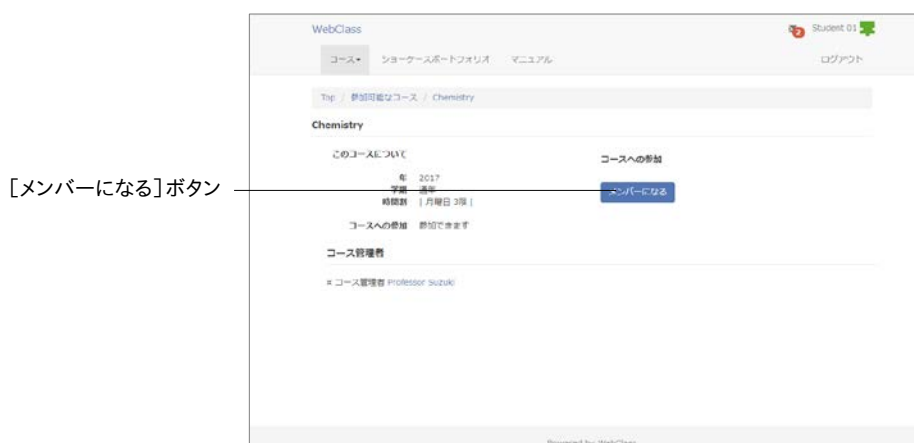 WebClass
2 Student 01
コース ショーケースポートフォリオ マニュアル ログアウト
Top / 参加可能なコース / Chemistry
Chemistry
このコースについて
コースへの参加
[メンバーになる]ボタン
年 2017
学期 通年
メンバーになる
時間割 | 月曜日 3限 |
コースへの参加 参加できます
コース管理者
コース管理者 Professor Suzuki
Powered by WebClass